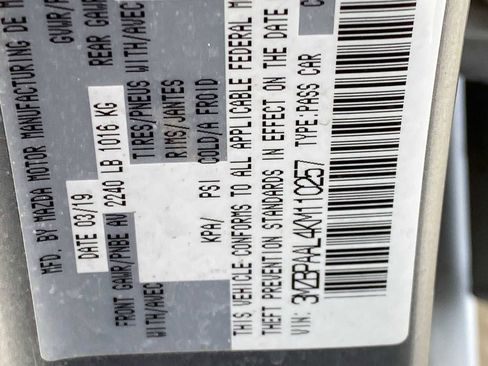 MFD. BY MAZDA MOTOR MANUFACTURING DE M
DATE 03/19
GVWR/P
FRONT GAWR/PNBE AV 2240 LB 1016 KG
REAR GAWR
WITH/AVEC
TIRES/PNEUS WITH/AVEC
RIMS/JANTES
KPA/ PSI COLD/A FROID
THIS VEHICLE CONFORMS TO ALL APPLICABLE FEDERAL M
THEFT PREVENTION STANDARDS IN EFFECT ON THE DATE
VIN: 3MZBPAAL4KM110257 TYPE:PASS CAR